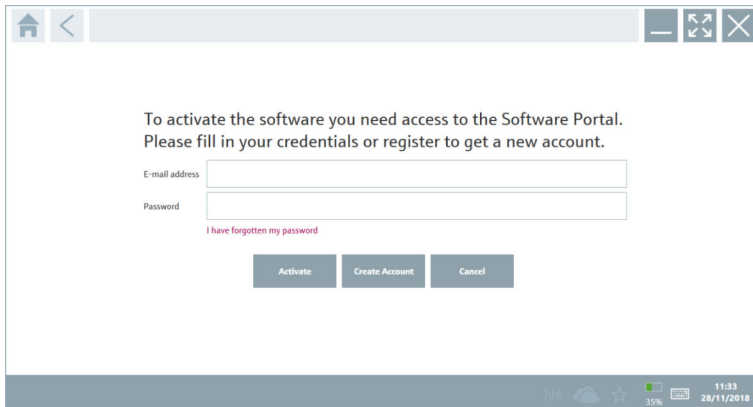 To activate the software you need access to the Software Portal.
Please fill in your credentials or register to get a new account.
E-mail address
Password
I have forgotten my password
Activate Create Account Cancel
35%
11:33
28/11/2018